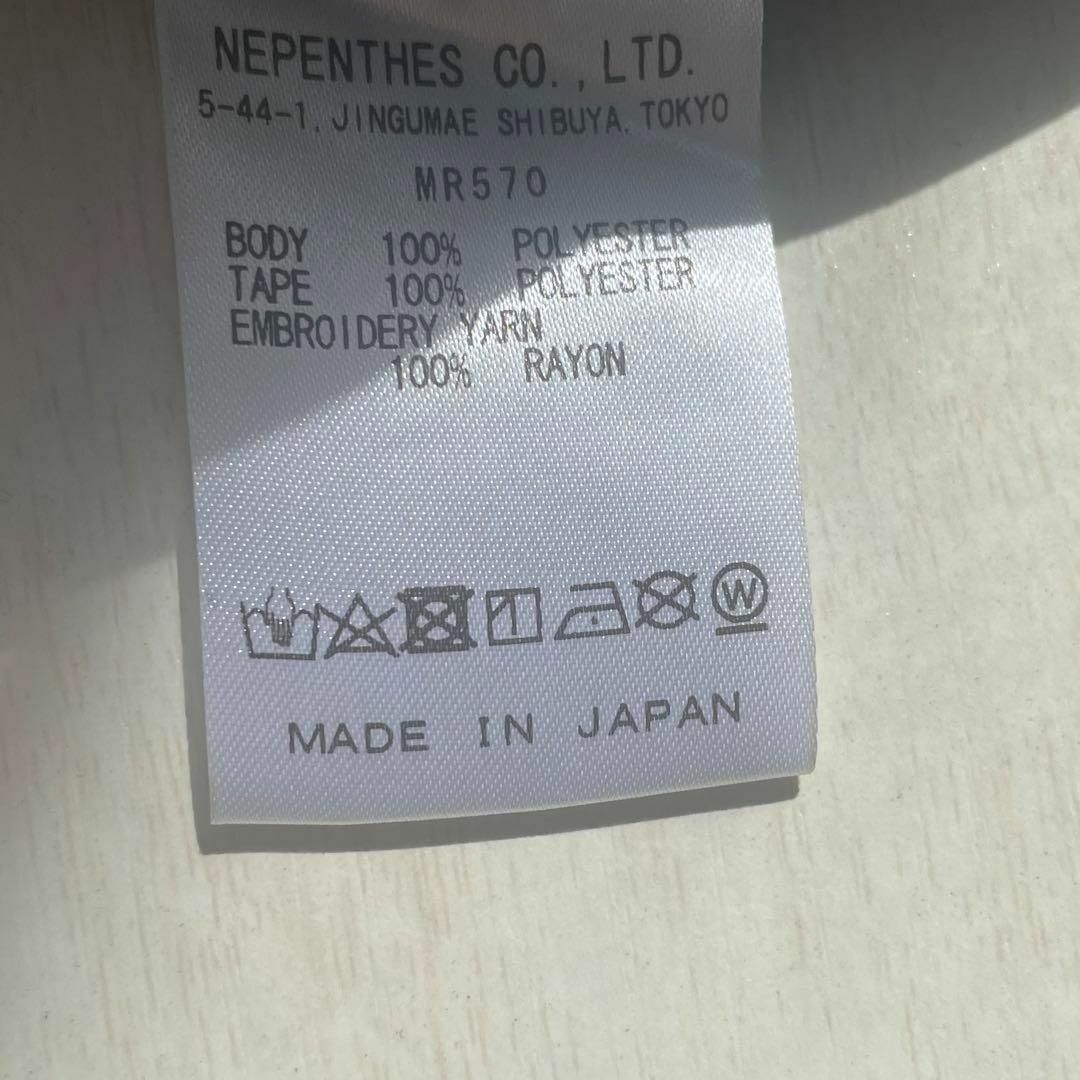 NEPENTHES CO., LTD.
5-44-1, JINGUMAE SHIBUYA, TOKYO
MR570
BODY 100% POLYESTER
TAPE 100% POLYESTER
EMBROIDERY YARN
100% RAYON
W
MADE IN JAPAN